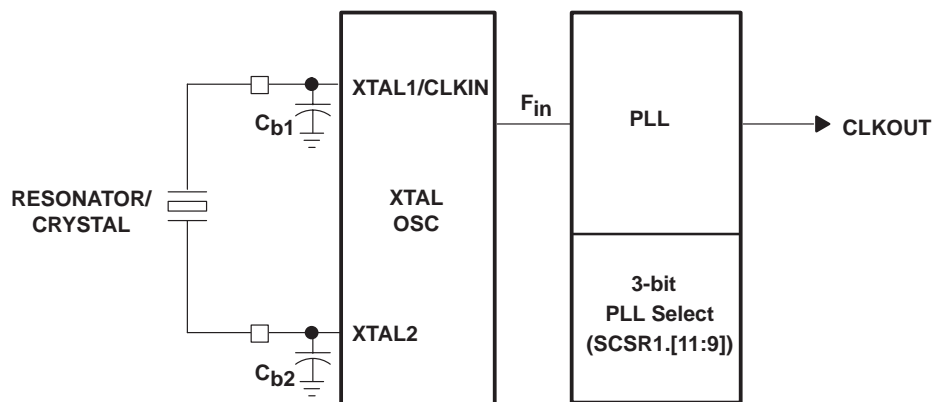 XTAL1/CLKIN
Cb1
Fin
PLL
CLKOUT
RESONATOR/
CRYSTAL
XTAL
OSC
3-bit
PLL Select
(SCSR1.[11:9])
XTAL2
Cb2